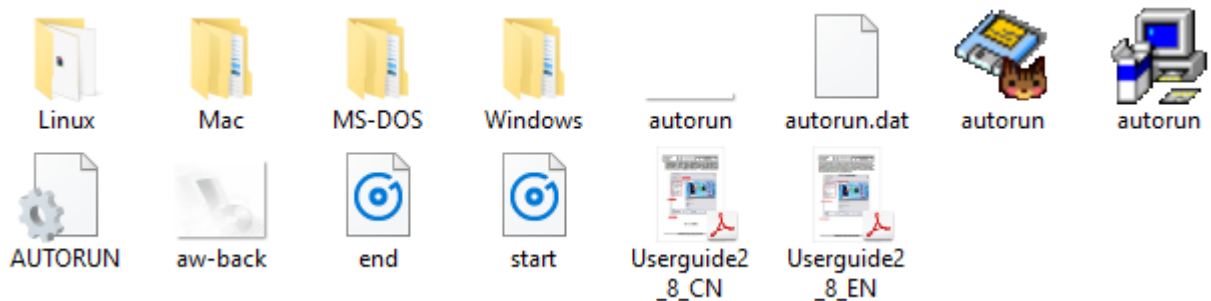 Linux
Mac
MS-DOS
Windows
autorun
autorun.dat
autorun
autorun
AUTORUN
aw-back
end
start
Userguide2
_8_CN
Userguide2
_8_EN